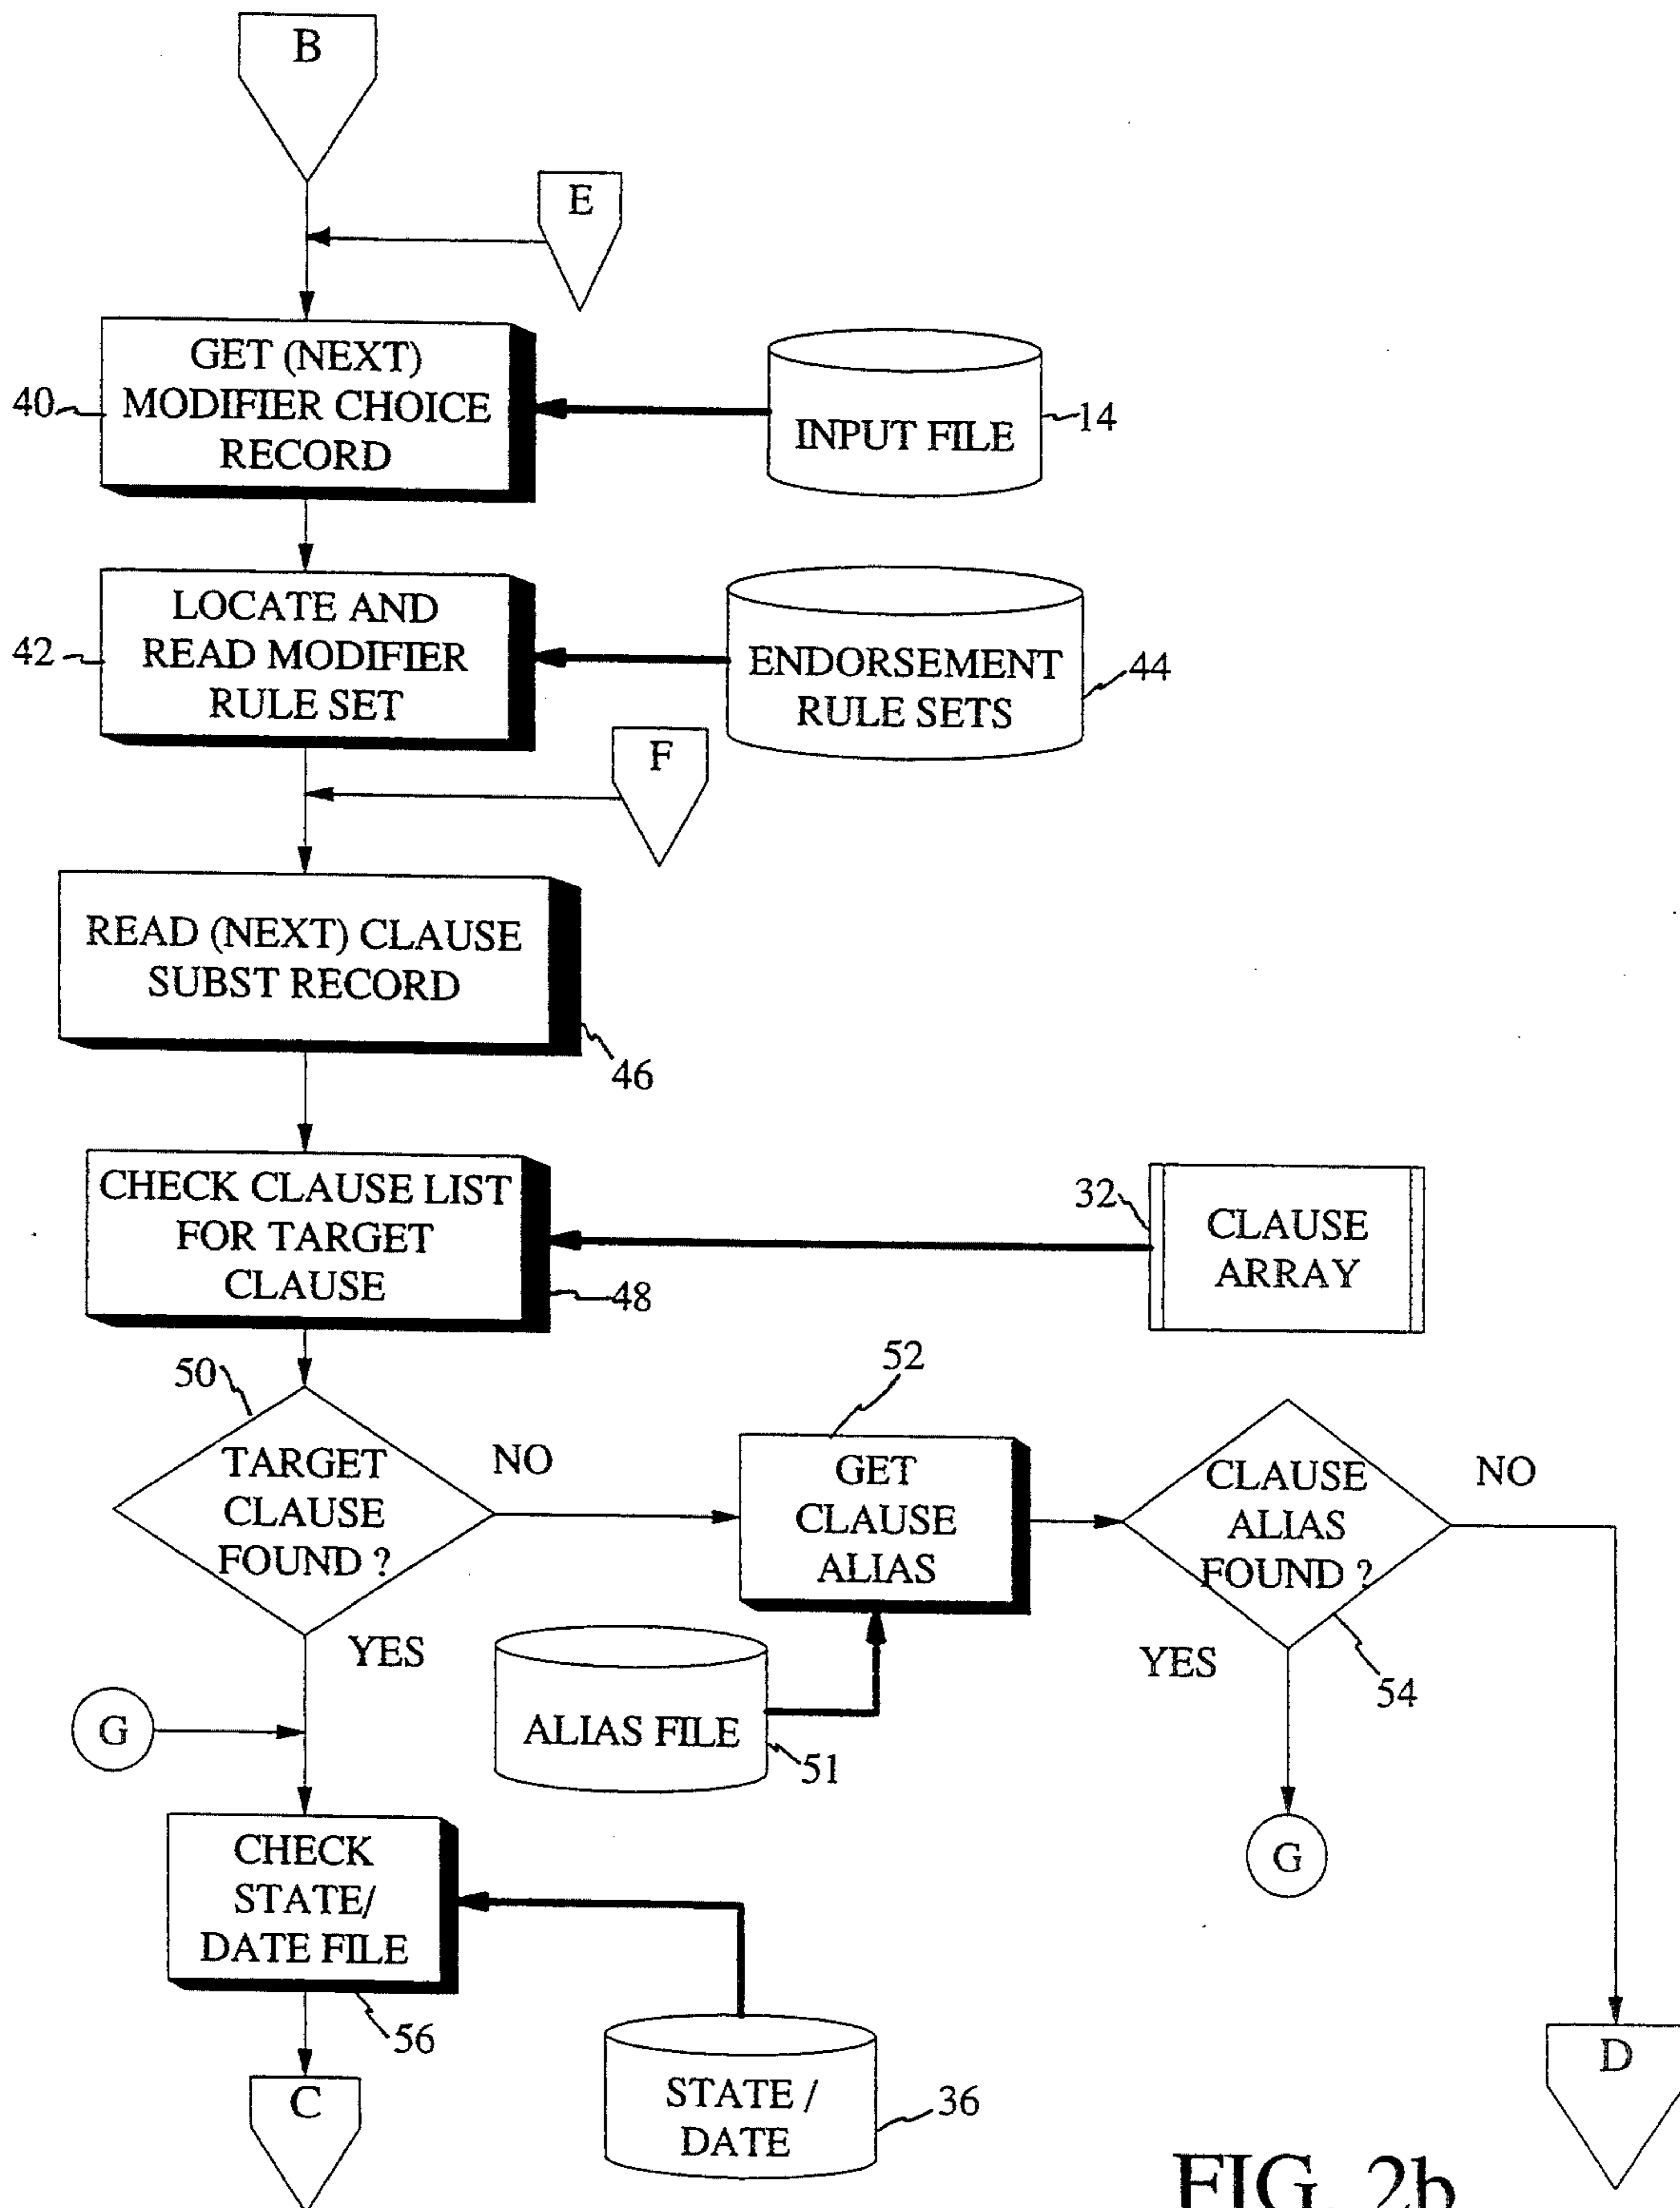 B
E
GET (NEXT)
MODIFIER CHOICE
RECORD
40
INPUT FILE
14
LOCATE AND
READ MODIFIER
RULE SET
42
ENDORSEMENT
RULE SETS
44
F
READ (NEXT) CLAUSE
SUBST RECORD
46
CHECK CLAUSE LIST
FOR TARGET
CLAUSE
48
32
CLAUSE
ARRAY
50
TARGET
CLAUSE
FOUND ?
NO
52
GET
CLAUSE
ALIAS
CLAUSE
ALIAS
FOUND ?
NO
YES
YES
54
G
ALIAS FILE
51
G
CHECK
STATE/
DATE FILE
56
STATE /
DATE
36
C
D
FIG. 2b